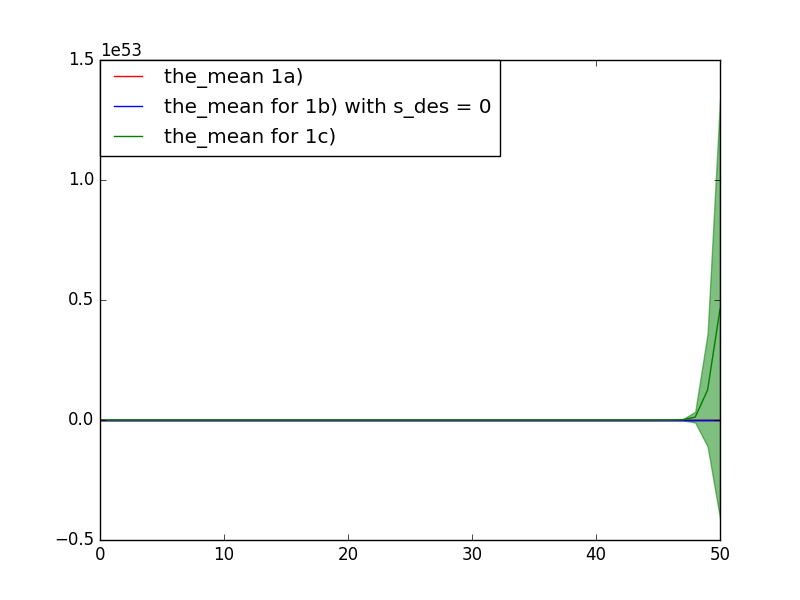 1e53
1.5
the_mean 1a)
the_mean for 1b) with s_des = 0
the_mean for 1c)
1.0
0.5
0.0
−0.5
0 10 20 30 40 50